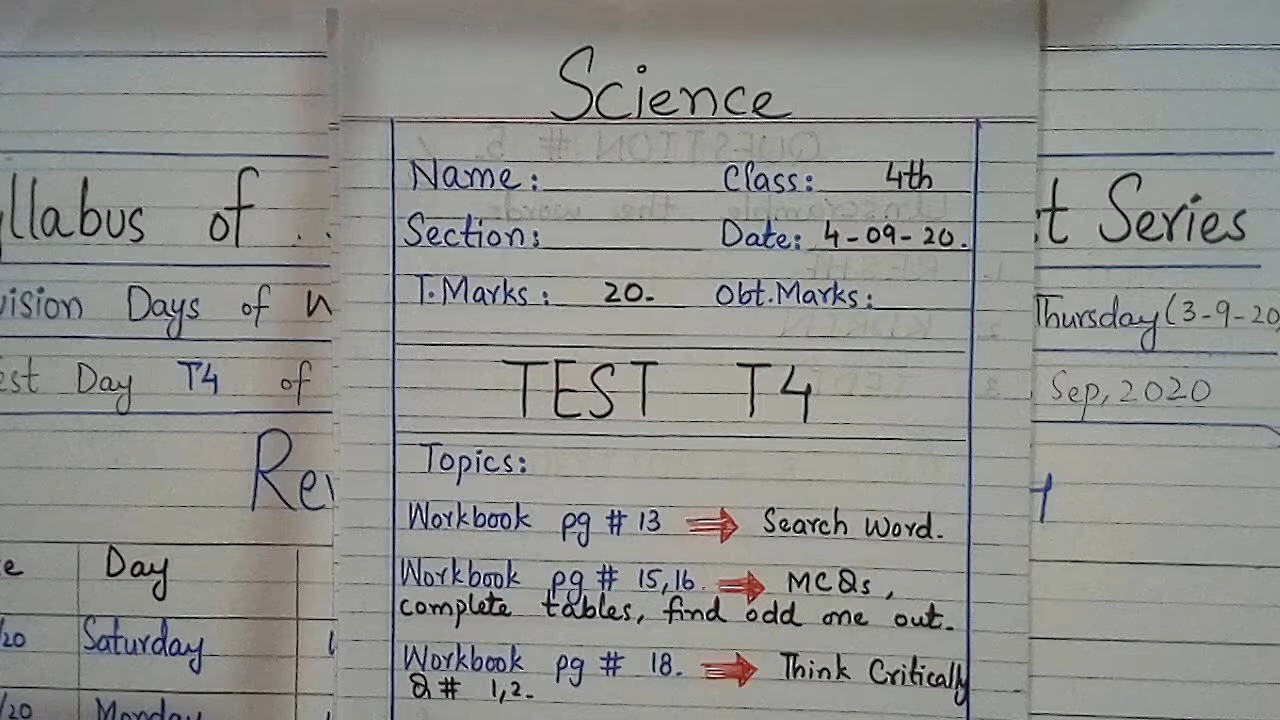 Science
Name: Class: 4th
Section: Date: 4-09-20.
T. Marks: 20. Obt. Marks:
TEST T4
Topics:
Workbook pg # 13 ⇒ Search Word.
Workbook pg # 15,16. ⇒ MCQs,
complete tables, find odd one out.
Workbook pg # 18. ⇒ Think Critically
Q # 1,2.
llabus of ..
vision Days of
est Day T4 of
Rev
e Day
/20 Saturday
/20 Monday
t Series
Thursday (3-9-20
Sep, 2020